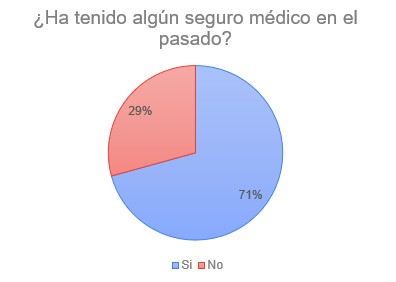 ¿Ha tenido algún seguro médico en el
pasado?
29%
71%
Si No